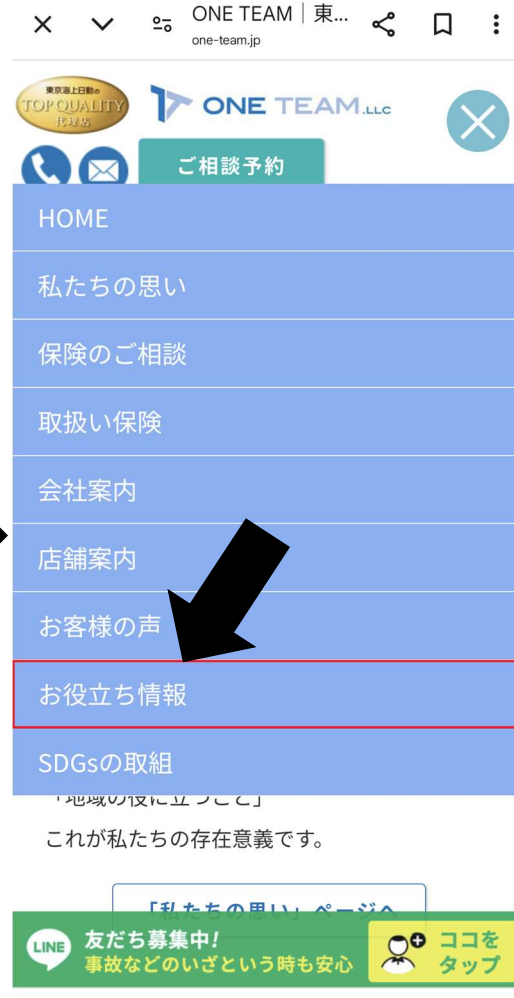 ONE TEAM｜東...
one-team.jp
東京海上日動の
TOP QUALITY
代理店
ONE TEAM.LLC
ご相談予約
HOME
私たちの思い
保険のご相談
取扱い保険
会社案内
店舗案内
お客様の声
お役立ち情報
SDGsの取組
「地域の役に立つこと」
これが私たちの存在意義です。
「私たちの思い」ページへ
LINE
友だち募集中!
事故などのいざという時も安心
ココを
タップ